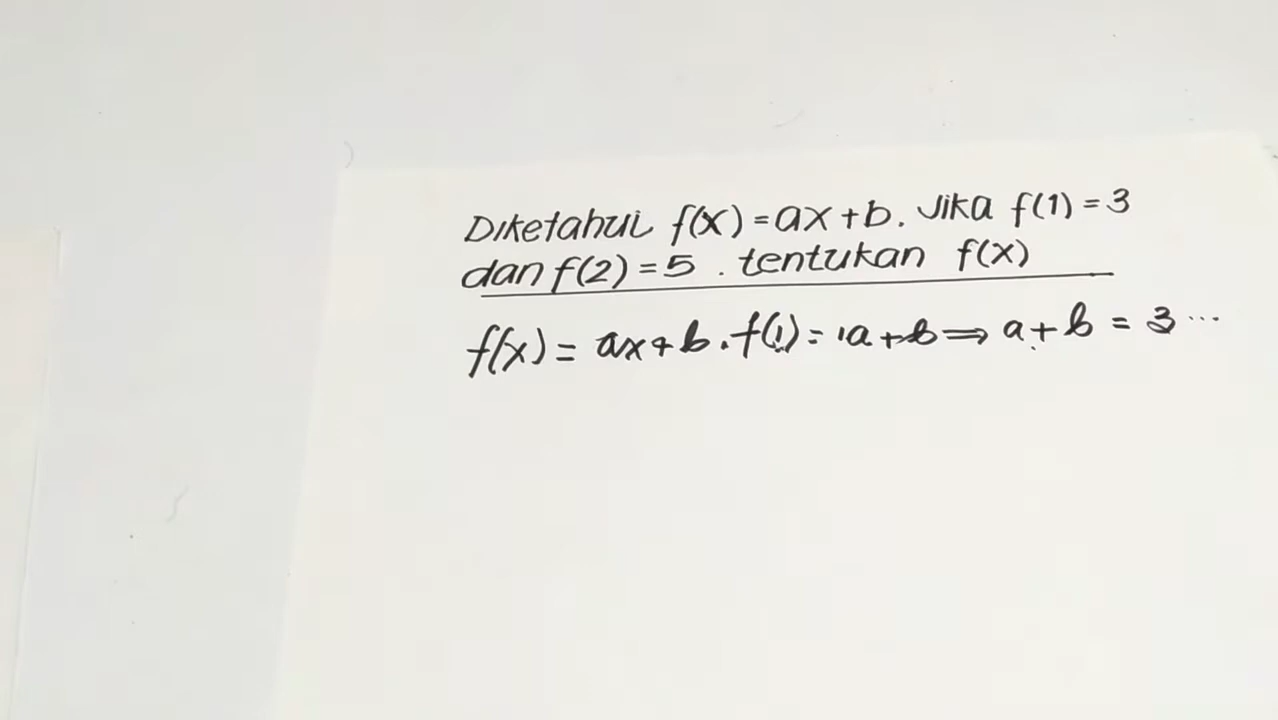 Diketahui f(x) = ax + b. Jika f(1) = 3
dan f(2) = 5 . tentukan f(x)
f(x) = ax + b . f(1) = 1a + b ⇒ a + b = 3 ...